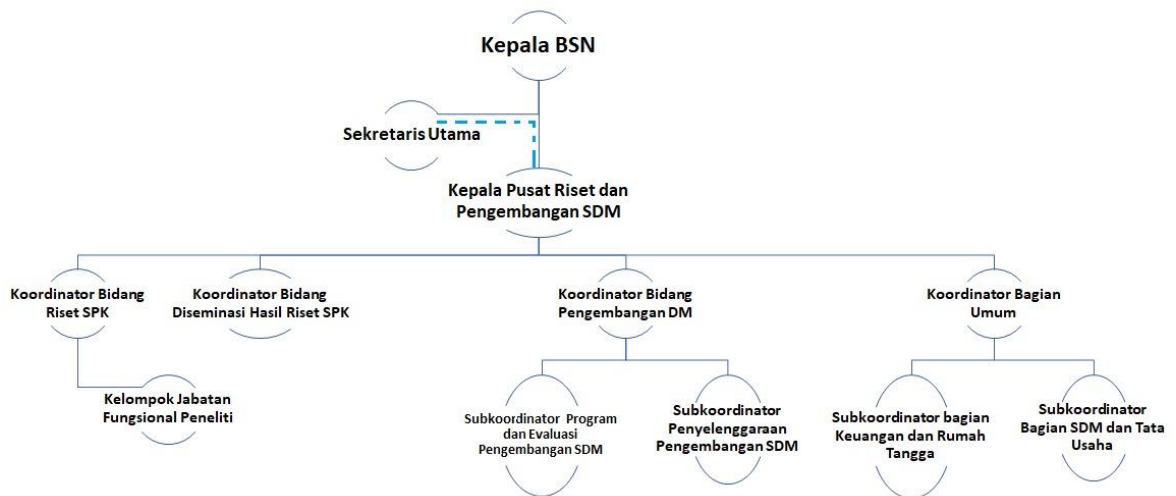 Kepala BSN
Sekretaris Utama
Kepala Pusat Riset dan
Pengembangan SDM
Koordinator Bidang
Riset SPK
Koordinator Bidang
Diseminasi Hasil Riset SPK
Koordinator Bidang
Pengembangan DM
Koordinator Bagian
Umum
Kelompok Jabatan
Fungsional Peneliti
Subkoordinator Program
dan Evaluasi
Pengembangan SDM
Subkoordinator
Penyelenggaraan
Pengembangan SDM
Subkoordinator bagian
Keuangan dan Rumah
Tangga
Subkoordinator
Bagian SDM dan Tata
Usaha